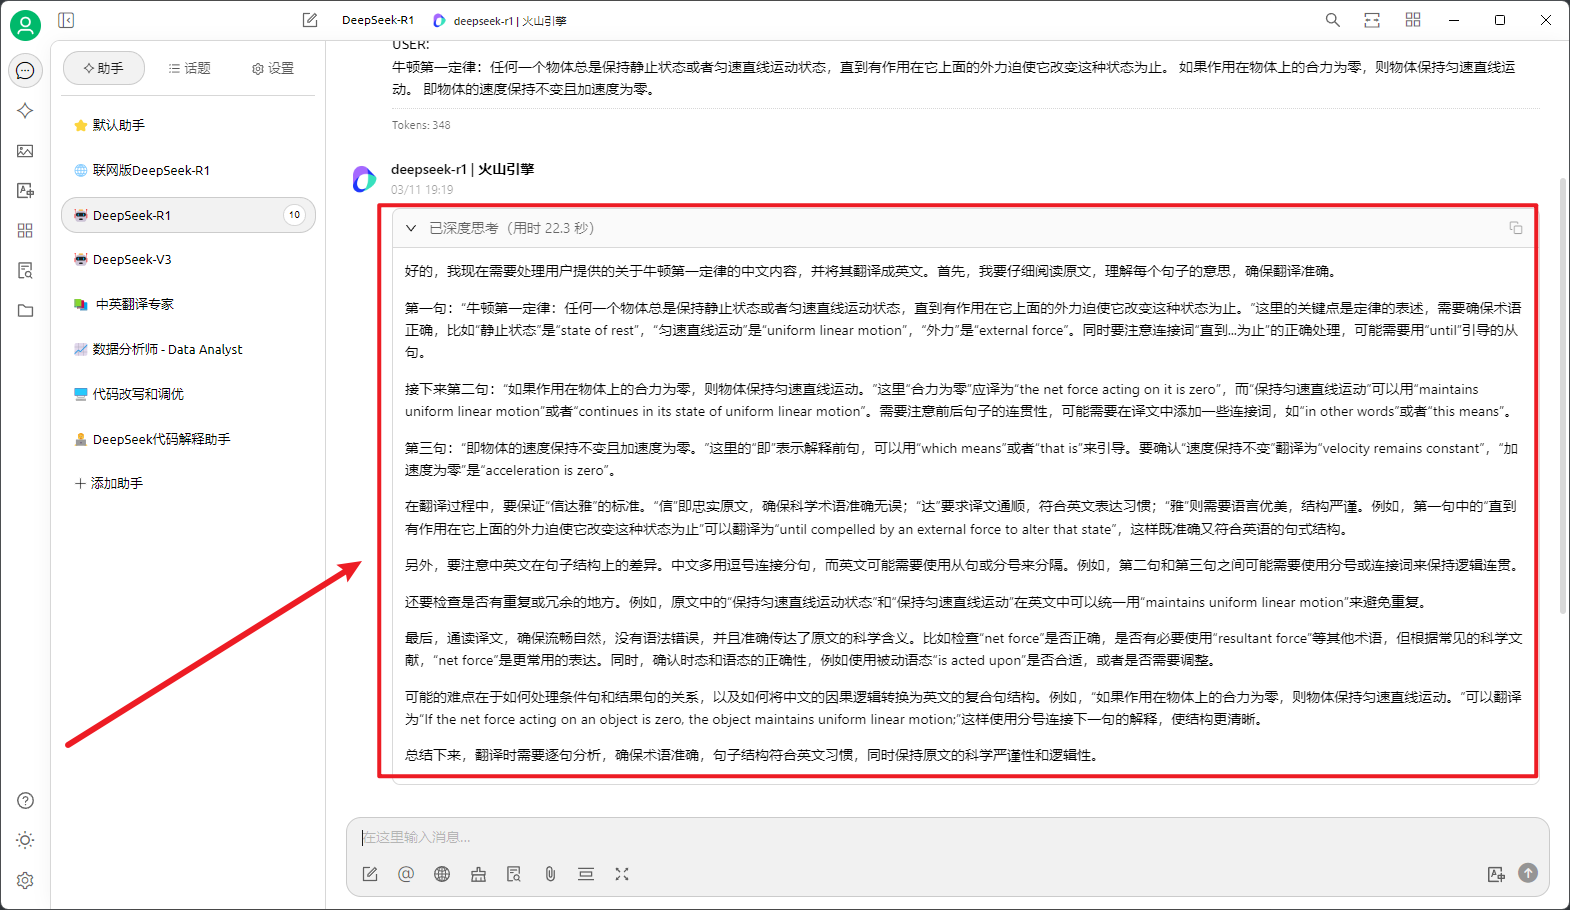 DeepSeek-R1
deepseek-r1 | 火山引擎
助手
话题
设置
默认助手
联网版DeepSeek-R1
DeepSeek-R1
10
DeepSeek-V3
中英翻译专家
数据分析师 - Data Analyst
代码改写和调优
DeepSeek代码解释助手
添加助手
USER:
牛顿第一定律：任何一个物体总是保持静止状态或者匀速直线运动状态，直到有作用在它上面的外力迫使它改变这种状态为止。 如果作用在物体上的合力为零，则物体保持匀速直线运
动。 即物体的速度保持不变且加速度为零。
Tokens: 348
deepseek-r1 | 火山引擎
03/11 19:19
已深度思考（用时 22.3 秒）
好的，我现在需要处理用户提供的关于牛顿第一定律的中文内容，并将其翻译成英文。首先，我要仔细阅读原文，理解每个句子的意思，确保翻译准确。
第一句：“牛顿第一定律：任何一个物体总是保持静止状态或者匀速直线运动状态，直到有作用在它上面的外力迫使它改变这种状态为止。”这里的关键点是定律的表述，需要确保术语
正确，比如“静止状态”是“state of rest”，“匀速直线运动”是“uniform linear motion”，“外力”是“external force”。同时要注意连接词“直到...为止”的正确处理，可能需要用“until”引导的从
句。
接下来第二句：“如果作用在物体上的合力为零，则物体保持匀速直线运动。”这里“合力为零”应译为“the net force acting on it is zero”，而“保持匀速直线运动”可以用“maintains
uniform linear motion”或者“continues in its state of uniform linear motion”。需要注意前后句子的连贯性，可能需要在译文中添加一些连接词，如“in other words”或者“this means”。
第三句：“即物体的速度保持不变且加速度为零。”这里的“即”表示解释前句，可以用“which means”或者“that is”来引导。要确认“速度保持不变”翻译为“velocity remains constant”，“加
速度为零”是“acceleration is zero”。
在翻译过程中，要保证“信达雅”的标准。“信”即忠实原文，确保科学术语准确无误；“达”要求译文通顺，符合英文表达习惯；“雅”则需要语言优美，结构严谨。例如，第一句中的“直到
有作用在它上面的外力迫使它改变这种状态为止”可以翻译为“until compelled by an external force to alter that state”，这样既准确又符合英语的句式结构。
另外，要注意中英文在句子结构上的差异。中文多用逗号连接分句，而英文可能需要使用从句或分号来分隔。例如，第二句和第三句之间可能需要使用分号或连接词来保持逻辑连贯。
还要检查是否有重复或冗余的地方。例如，原文中的“保持匀速直线运动状态”和“保持匀速直线运动”在英文中可以统一用“maintains uniform linear motion”来避免重复。
最后，通读译文，确保流畅自然，没有语法错误，并且准确传达了原文的科学含义。比如检查“net force”是否正确，是否有必要使用“resultant force”等其他术语，但根据常见的科学文
献，“net force”是更常用的表达。同时，确认时态和语态的正确性，例如使用被动语态“is acted upon”是否合适，或者是否需要调整。
可能的难点在于如何处理条件句和结果句的关系，以及如何将中文的因果逻辑转换为英文的复合句结构。例如，“如果作用在物体上的合力为零，则物体保持匀速直线运动。”可以翻译
为“If the net force acting on an object is zero, the object maintains uniform linear motion;”这样使用分号连接下一句的解释，使结构更清晰。
总结下来，翻译时需要逐句分析，确保术语准确，句子结构符合英文习惯，同时保持原文的科学严谨性和逻辑性。
在这里输入消息...